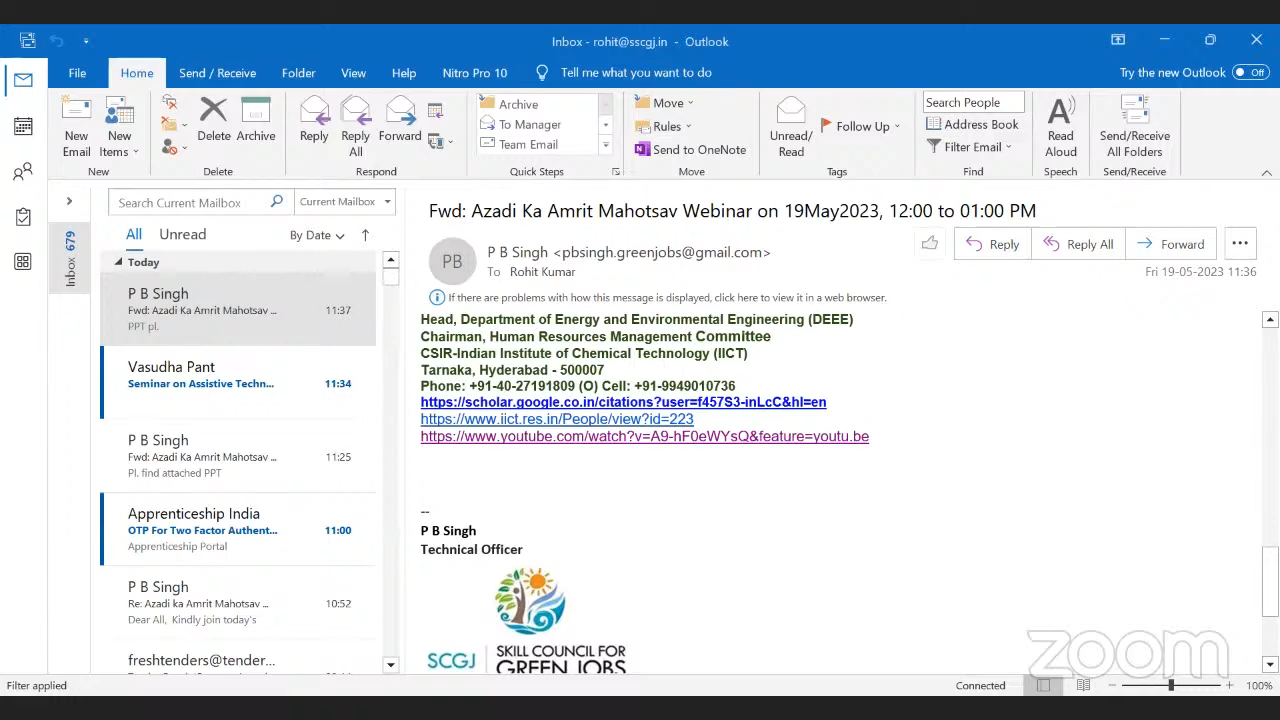 Inbox - rohit@sscgj.in - Outlook
File Home Send / Receive Folder View Help Nitro Pro 10 Tell me what you want to do
Try the new Outlook Off
New Email
New Items
New
Delete
Archive
Delete
Reply
Reply All
Forward
Respond
Archive
To Manager
Team Email
Quick Steps
Move
Rules
Send to OneNote
Move
Unread/ Read
Follow Up
Tags
Search People
Address Book
Filter Email
Find
Read Aloud
Speech
Send/Receive All Folders
Send/Receive
Inbox 679
Search Current Mailbox Current Mailbox
All Unread By Date
Today
P B Singh
Fwd: Azadi Ka Amrit Mahotsav ... 11:37
PPT pl.
Vasudha Pant
Seminar on Assistive Techn... 11:34
P B Singh
Fwd: Azadi Ka Amrit Mahotsav ... 11:25
Pl. find attached PPT
Apprenticeship India
OTP For Two Factor Authent... 11:00
Apprenticeship Portal
P B Singh
Re: Azadi ka Amrit Mahotsav ... 10:52
Dear All, Kindly join today's
freshtenders@tender...
Fwd: Azadi Ka Amrit Mahotsav Webinar on 19May2023, 12:00 to 01:00 PM
PB
P B Singh <pbsingh.greenjobs@gmail.com>
To Rohit Kumar
Reply Reply All Forward
Fri 19-05-2023 11:36
If there are problems with how this message is displayed, click here to view it in a web browser.
Head, Department of Energy and Environmental Engineering (DEEE)
Chairman, Human Resources Management Committee
CSIR-Indian Institute of Chemical Technology (IICT)
Tarnaka, Hyderabad - 500007
Phone: +91-40-27191809 (O) Cell: +91-9949010736
https://scholar.google.co.in/citations?user=f457S3-inLcC&hl=en
https://www.iict.res.in/People/view?id=223
https://www.youtube.com/watch?v=A9-hF0eWYsQ&feature=youtu.be
--
P B Singh
Technical Officer
SCGJ SKILL COUNCIL FOR
GREEN JOBS
zoom
Filter applied Connected 100%